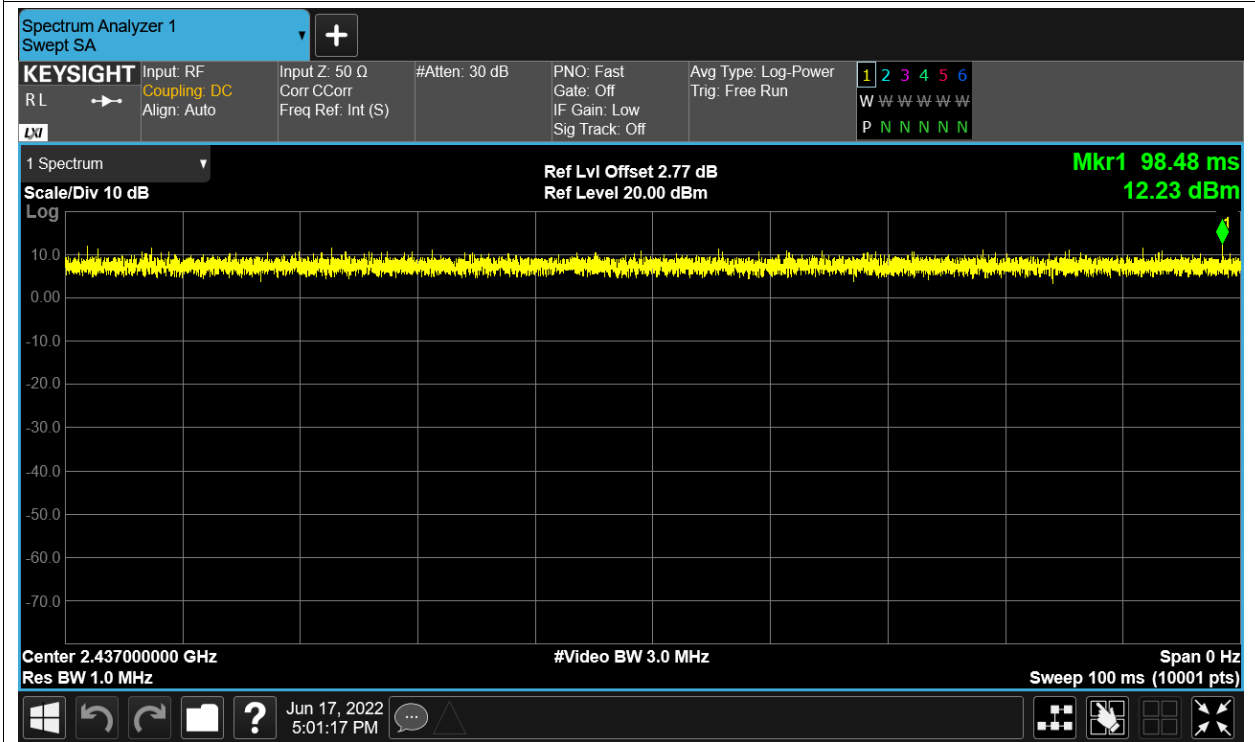 Spectrum Analyzer 1
Swept SA
KEYSIGHT
R L
LXI
Input: RF
Coupling: DC
Align: Auto
Input Z: 50 Ω
Corr CCorr
Freq Ref: Int (S)
#Atten: 30 dB
PNO: Fast
Gate: Off
IF Gain: Low
Sig Track: Off
Avg Type: Log-Power
Trig: Free Run
1 2 3 4 5 6
W W W W W W
P N N N N N
1 Spectrum
Scale/Div 10 dB
Log
Ref Lvl Offset 2.77 dB
Ref Level 20.00 dBm
Mkr1 98.48 ms
12.23 dBm
1
10.0
0.00
-10.0
-20.0
-30.0
-40.0
-50.0
-60.0
-70.0
Center 2.437000000 GHz
Res BW 1.0 MHz
#Video BW 3.0 MHz
Span 0 Hz
Sweep 100 ms (10001 pts)
?
Jun 17, 2022
5:01:17 PM